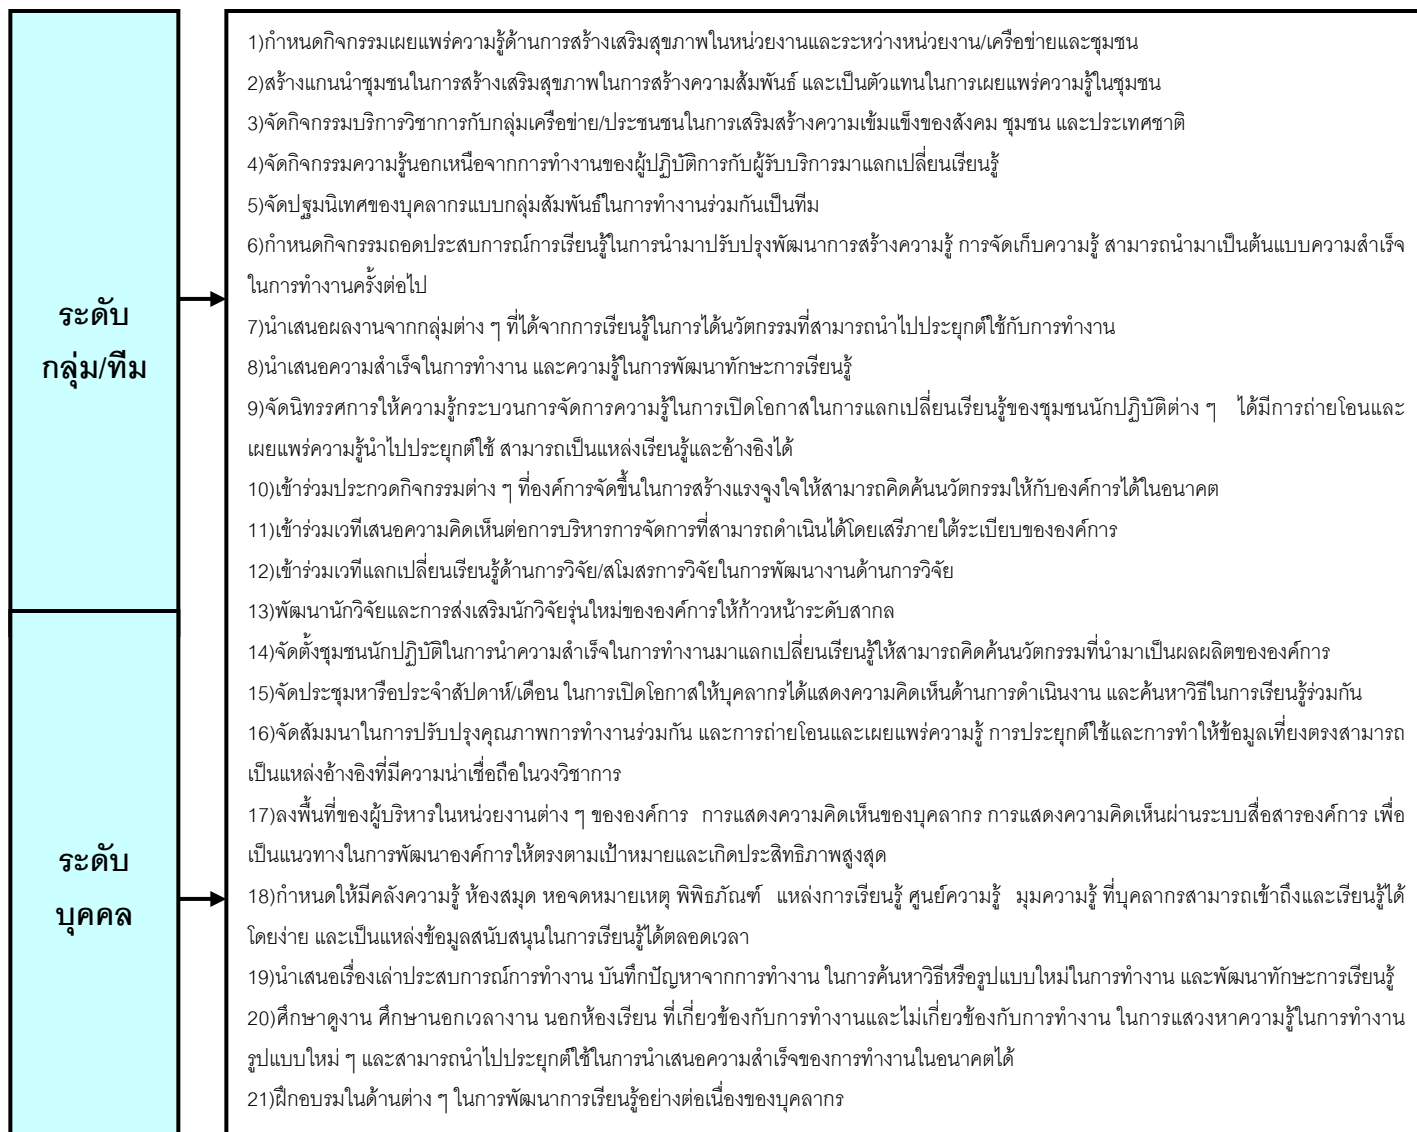 ระดับ
กลุ่ม/ทีม
1)กำหนดกิจกรรมเผยแพร่ความรู้ด้านการสร้างเสริมสุขภาพในหน่วยงานและระหว่างหน่วยงาน/เครือข่ายและชุมชน
2)สร้างแกนนำชุมชนในการสร้างเสริมสุขภาพในการสร้างความสัมพันธ์ และเป็นตัวแทนในการเผยแพร่ความรู้ในชุมชน
3)จัดกิจกรรมบริการวิชาการกับกลุ่มเครือข่าย/ประชนชนในการเสริมสร้างความเข้มแข็งของสังคม ชุมชน และประเทศชาติ
4)จัดกิจกรรมความรู้นอกเหนือจากการทำงานของผู้ปฏิบัติการกับผู้รับบริการมาแลกเปลี่ยนเรียนรู้
5)จัดปฐมนิเทศของบุคลากรแบบกลุ่มสัมพันธ์ในการทำงานร่วมกันเป็นทีม
6)กำหนดกิจกรรมถอดประสบการณ์การเรียนรู้ในการนำมาปรับปรุงพัฒนาการสร้างความรู้ การจัดเก็บความรู้ สามารถนำมาเป็นต้นแบบความสำเร็จ
ในการทำงานครั้งต่อไป
7)นำเสนอผลงานจากกลุ่มต่าง ๆ ที่ได้จากการเรียนรู้ในการได้นวัตกรรมที่สามารถนำไปประยุกต์ใช้กับการทำงาน
8)นำเสนอความสำเร็จในการทำงาน และความรู้ในการพัฒนาทักษะการเรียนรู้
9)จัดนิทรรศการให้ความรู้กระบวนการจัดการความรู้ในการเปิดโอกาสในการแลกเปลี่ยนเรียนรู้ของชุมชนนักปฏิบัติต่าง ๆ ได้มีการถ่ายโอนและ
เผยแพร่ความรู้นำไปประยุกต์ใช้ สามารถเป็นแหล่งเรียนรู้และอ้างอิงได้
10)เข้าร่วมประกวดกิจกรรมต่าง ๆ ที่องค์การจัดขึ้นในการสร้างแรงจูงใจให้สามารถคิดค้นนวัตกรรมให้กับองค์การได้ในอนาคต
11)เข้าร่วมเวทีเสนอความคิดเห็นต่อการบริหารการจัดการที่สามารถดำเนินได้โดยเสรีภายใต้ระเบียบขององค์การ
12)เข้าร่วมเวทีแลกเปลี่ยนเรียนรู้ด้านการวิจัย/สโมสรการวิจัยในการพัฒนางานด้านการวิจัย
13)พัฒนานักวิจัยและการส่งเสริมนักวิจัยรุ่นใหม่ขององค์การให้ก้าวหน้าระดับสากล
14)จัดตั้งชุมชนนักปฏิบัติในการนำความสำเร็จในการทำงานมาแลกเปลี่ยนเรียนรู้ให้สามารถคิดค้นนวัตกรรมที่นำมาเป็นผลผลิตขององค์การ
15)จัดประชุมหารือประจำสัปดาห์/เดือน ในการเปิดโอกาสให้บุคลากรได้แสดงความคิดเห็นด้านการดำเนินงาน และค้นหาวิธีในการเรียนรู้ร่วมกัน
16)จัดสัมมนาในการปรับปรุงคุณภาพการทำงานร่วมกัน และการถ่ายโอนและเผยแพร่ความรู้ การประยุกต์ใช้และการทำให้ข้อมูลเที่ยงตรงสามารถ
เป็นแหล่งอ้างอิงที่มีความน่าเชื่อถือในวงวิชาการ
ระดับ
บุคคล
17)ลงพื้นที่ของผู้บริหารในหน่วยงานต่าง ๆ ขององค์การ การแสดงความคิดเห็นของบุคลากร การแสดงความคิดเห็นผ่านระบบสื่อสารองค์การ เพื่อ
เป็นแนวทางในการพัฒนาองค์การให้ตรงตามเป้าหมายและเกิดประสิทธิภาพสูงสุด
18)กำหนดให้มีคลังความรู้ ห้องสมุด หอจดหมายเหตุ พิพิธภัณฑ์ แหล่งการเรียนรู้ ศูนย์ความรู้ มุมความรู้ ที่บุคลากรสามารถเข้าถึงและเรียนรู้ได้
โดยง่าย และเป็นแหล่งข้อมูลสนับสนุนในการเรียนรู้ได้ตลอดเวลา
19)นำเสนอเรื่องเล่าประสบการณ์การทำงาน บันทึกปัญหาจากการทำงาน ในการค้นหาวิธีหรือรูปแบบใหม่ในการทำงาน และพัฒนาทักษะการเรียนรู้
20)ศึกษาดูงาน ศึกษานอกเวลางาน นอกห้องเรียน ที่เกี่ยวข้องกับการทำงานและไม่เกี่ยวข้องกับการทำงาน ในการแสวงหาความรู้ในการทำงาน
รูปแบบใหม่ ๆ และสามารถนำไปประยุกต์ใช้ในการนำเสนอความสำเร็จของการทำงานในอนาคตได้
21)ฝึกอบรมในด้านต่าง ๆ ในการพัฒนาการเรียนรู้อย่างต่อเนื่องของบุคลากร